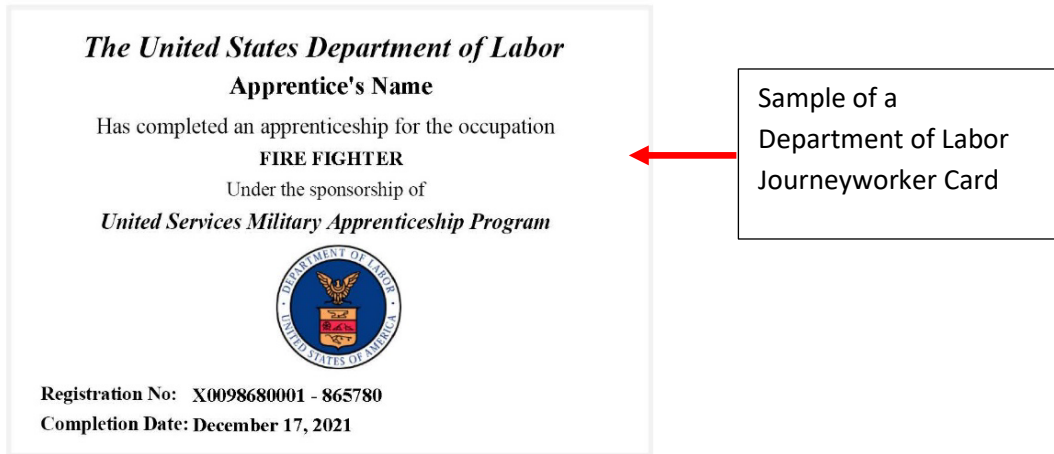 The United States Department of Labor
Apprentice's Name
Has completed an apprenticeship for the occupation
FIRE FIGHTER
Under the sponsorship of
United Services Military Apprenticeship Program
DEPARTMENT OF LABOR
UNITED STATES OF AMERICA
Registration No: X0098680001 - 865780
Completion Date: December 17, 2021
Sample of a
Department of Labor
Journeyworker Card